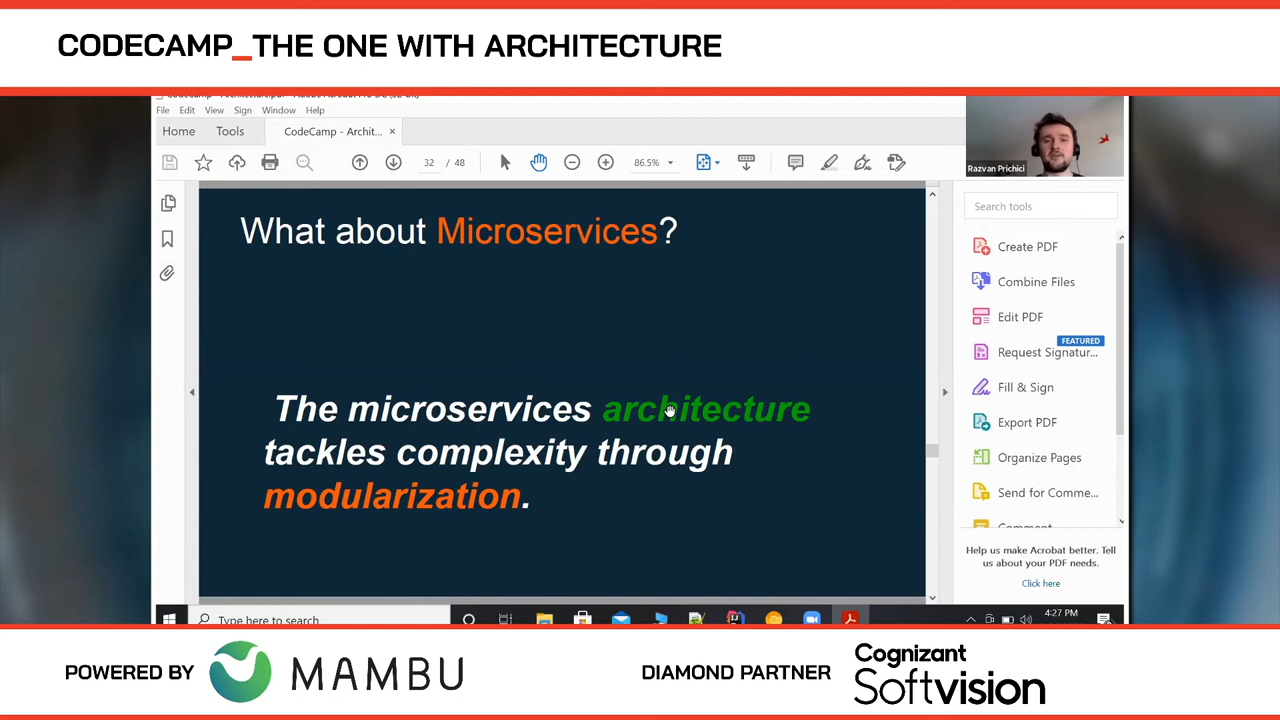 CODECAMP_THE ONE WITH ARCHITECTURE
File Edit View Sign Window Help
Home Tools CodeCamp - Archit... ×
32 / 48 86.5%
Razvan Prichici
What about Microservices?
The microservices architecture
tackles complexity through
modularization.
Search tools
Create PDF
Combine Files
Edit PDF
FEATURED
Request Signatur...
Fill & Sign
Export PDF
Organize Pages
Send for Comme...
Comment
Help us make Acrobat better. Tell
us about your PDF needs.
Click here
Type here to search
4:27 PM
POWERED BY MAMBU
DIAMOND PARTNER
Cognizant
Softvision